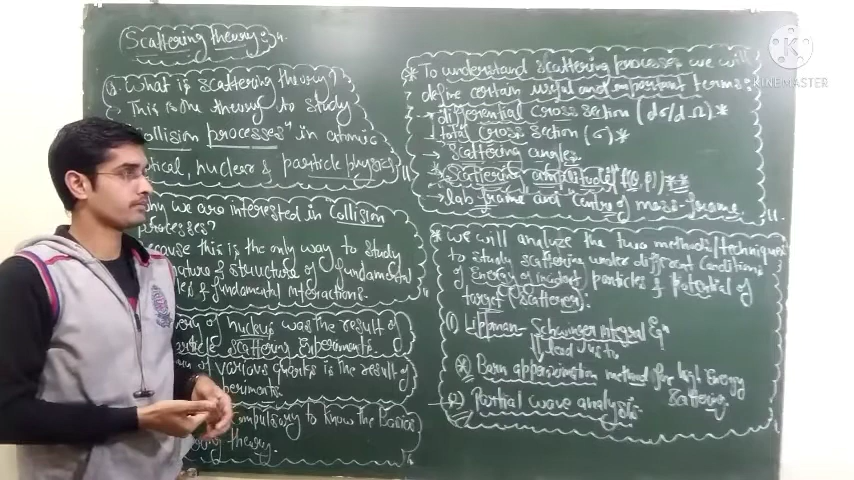 Scattering theory:
Q. What is scattering theory?
This is the theory to study
"Collision processes" in atomic
optical, nuclear & particle physics
why we are interested in "Collision
processes?
because this is the only way to study
nature & structure of fundamental
& fundamental interactions.
of nucleus was the result of
particle scattering experiments.
of various quarks is the result of
experiments.
compulsory to know the Basics
theory.
* To understand scattering processes we will
define certain useful and important terms:
→ differential cross section (dσ/dΩ)*
→ total cross section (σ)*
→ scattering angles
* Scattering amplitude "f(θ,φ)"**
→ "lab frame" and "centre of mass-frame"
* we will analyze the two methods/techniques
to study scattering under different conditions
of Energy of incident particles & potential of
target (scatterer).
(1) Lippman-Schwinger integral Eqn
lead us to
* Born approximation method for high Energy
Scattering
(2) Partial wave analysis.
KINEMASTER